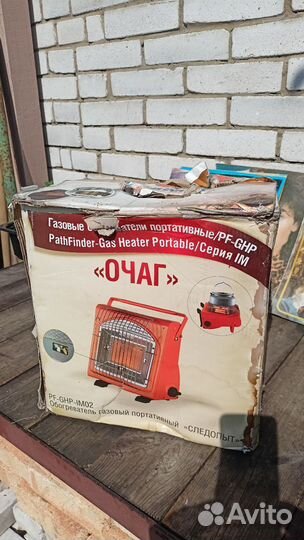 Газовые портативные/PF-GHP
PathFinder-Gas Heater Portable/Серия IM
«ОЧАГ»
PF-GHP-IM02
Обогреватель газовый портативный «СЛЕДОПЫТ»
Avito